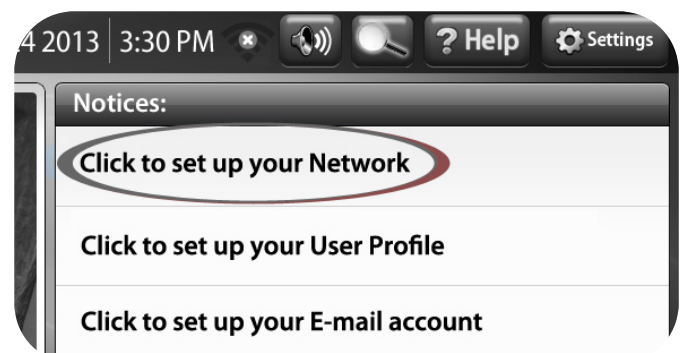 4 2013 3:30 PM ? Help Settings
Notices:
Click to set up your Network
Click to set up your User Profile
Click to set up your E-mail account